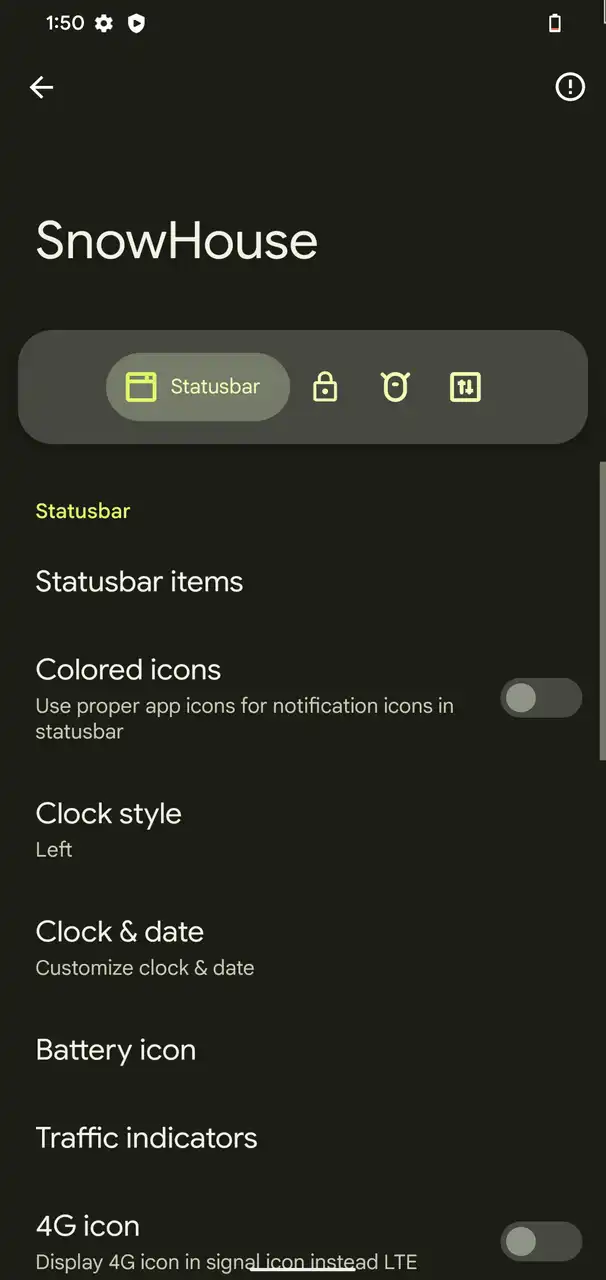 1:50
SnowHouse
Statusbar
Statusbar
Statusbar items
Colored icons
Use proper app icons for notification icons in
statusbar
Clock style
Left
Clock & date
Customize clock & date
Battery icon
Traffic indicators
4G icon
Display 4G icon in signal icon instead LTE